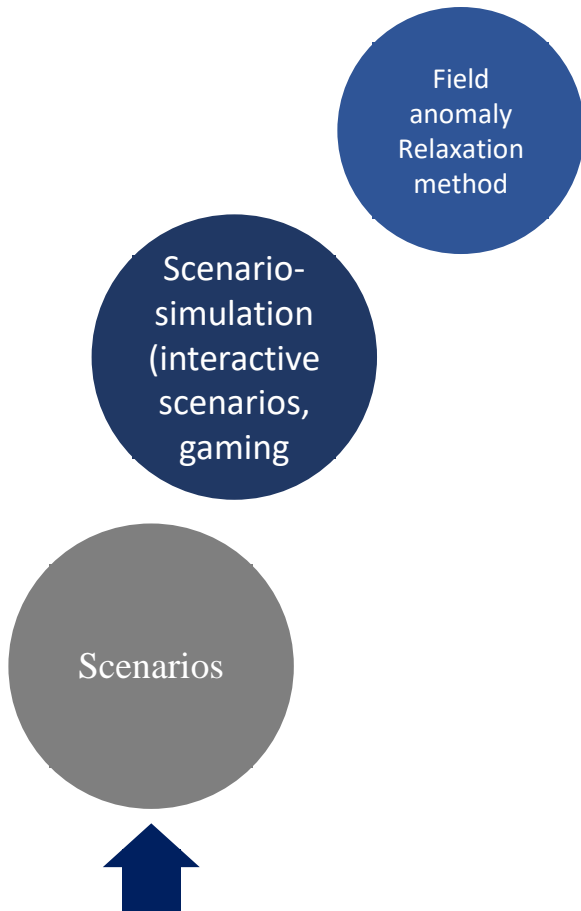 Field
anomaly
Relaxation
method
Scenario-
simulation
(interactive
scenarios,
gaming
Scenarios